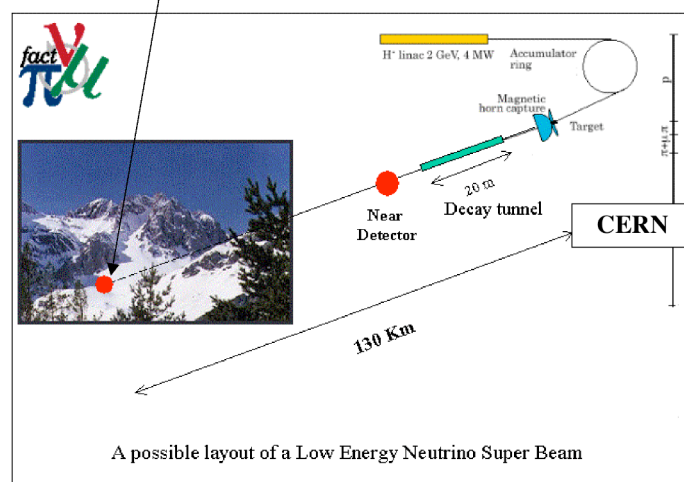 fact
πνμ
H⁻ linac 2 GeV, 4 MW
Accumulator
ring
Magnetic
horn capture
Target
p
π+μ
20 m
Decay tunnel
Near
Detector
CERN
130 Km
A possible layout of a Low Energy Neutrino Super Beam